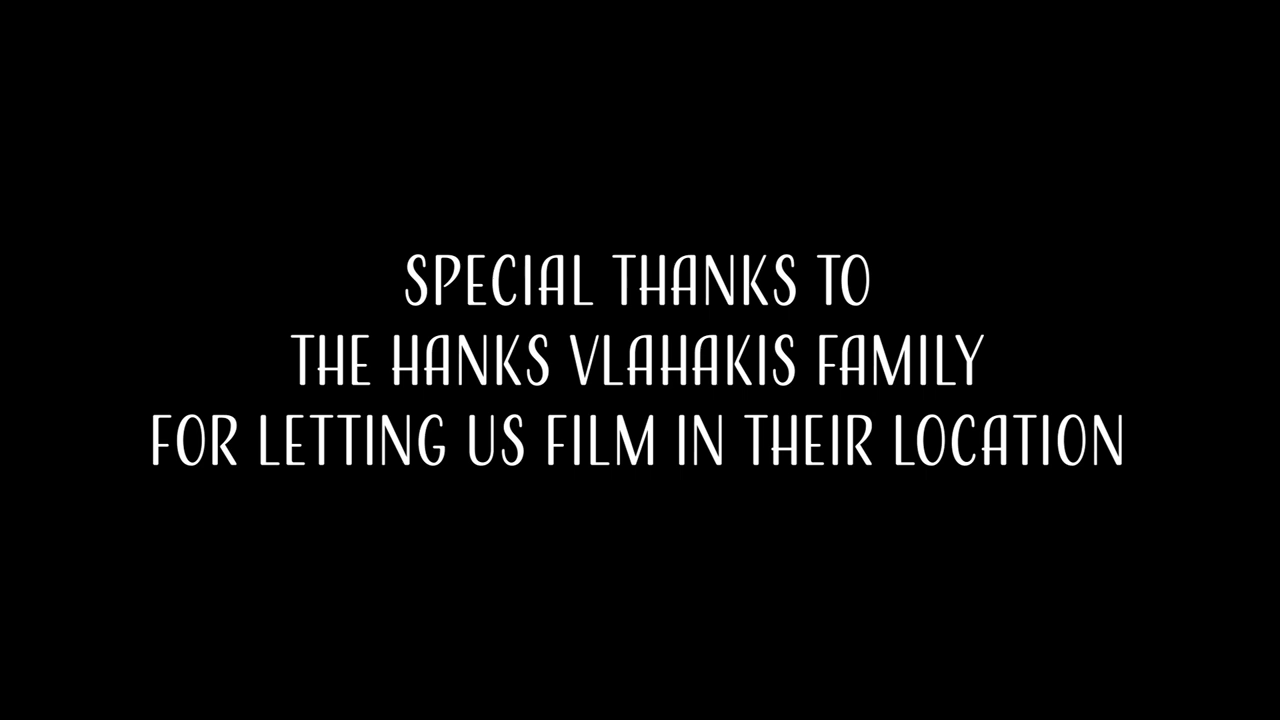 SPECIAL THANKS TO
THE HANKS VLAHAKIS FAMILY
FOR LETTING US FILM IN THEIR LOCATION